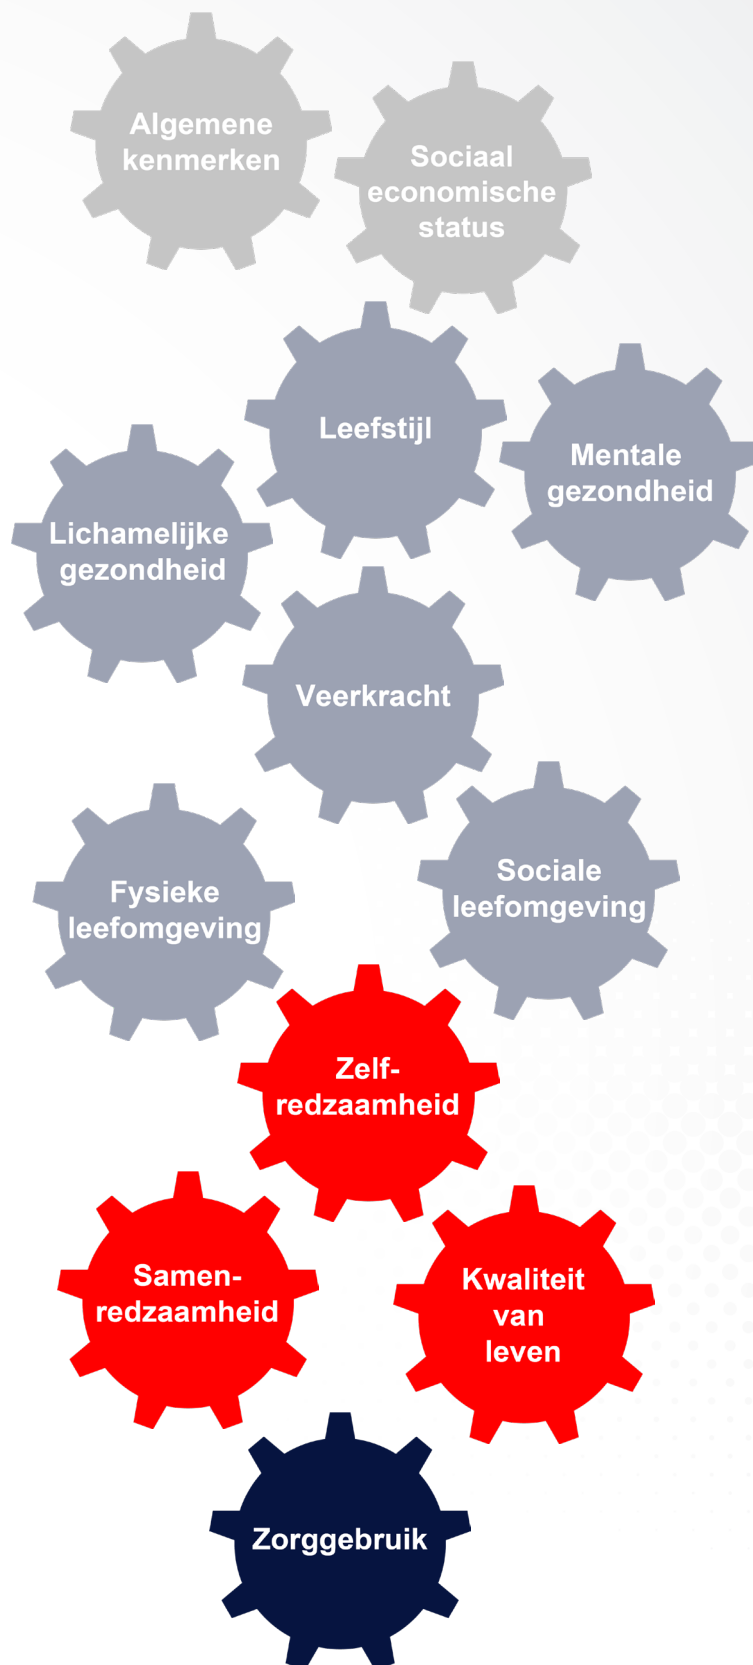 Algemene
kenmerken
Sociaal
economische
status
Leefstijl
Mentale
gezondheid
Lichamelijke
gezondheid
Veerkracht
Sociale
leefomgeving
Fysieke
leefomgeving
Zelf-
redzaamheid
Samen-
redzaamheid
Kwaliteit
van
leven
Zorggebruik